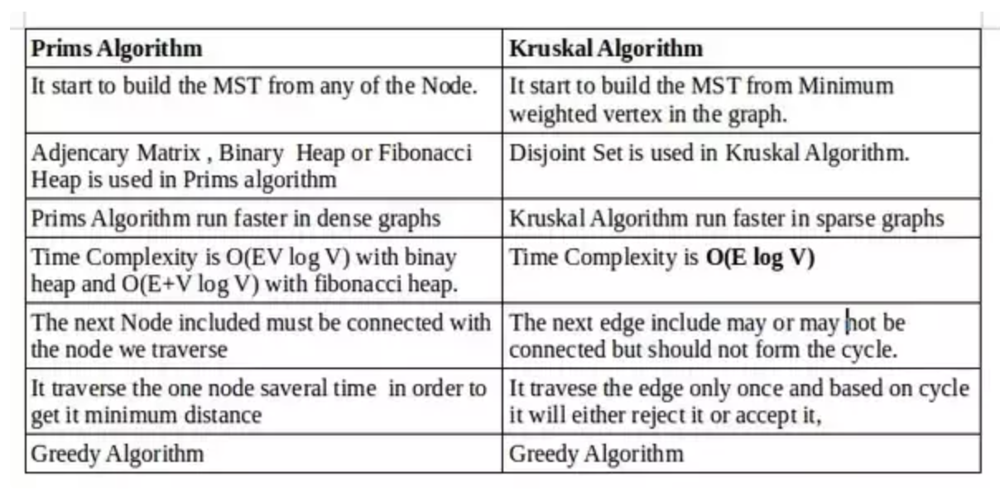 Prims Algorithm
Kruskal Algorithm
It start to build the MST from any of the Node.
It start to build the MST from Minimum
weighted vertex in the graph.
Adjencary Matrix , Binary Heap or Fibonacci
Heap is used in Prims algorithm
Disjoint Set is used in Kruskal Algorithm.
Prims Algorithm run faster in dense graphs
Kruskal Algorithm run faster in sparse graphs
Time Complexity is O(EV log V) with binay
heap and O(E+V log V) with fibonacci heap.
Time Complexity is O(E log V)
The next Node included must be connected with
the node we traverse
The next edge include may or may not be
connected but should not form the cycle.
It traverse the one node saveral time in order to
get it minimum distance
It travese the edge only once and based on cycle
it will either reject it or accept it,
Greedy Algorithm
Greedy Algorithm